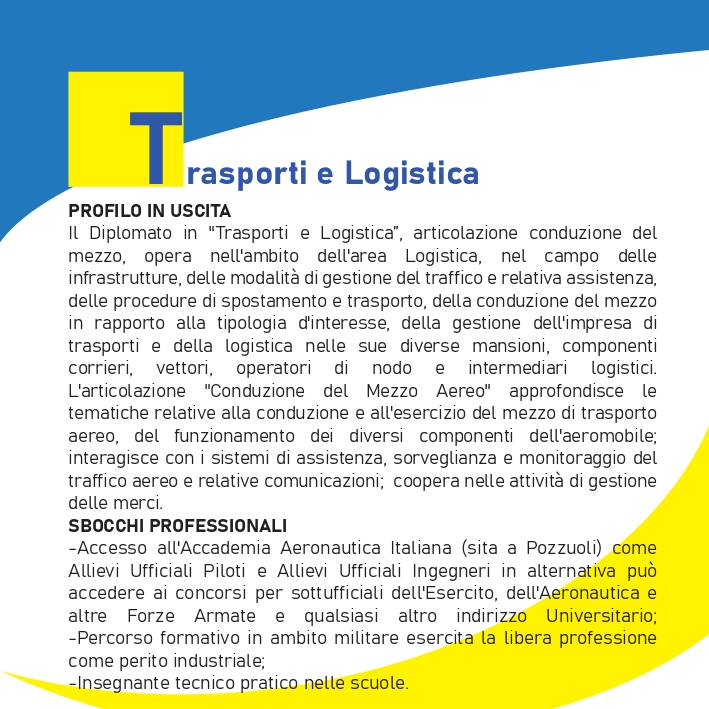 Trasporti e Logistica
PROFILO IN USCITA
Il Diplomato in "Trasporti e Logistica”, articolazione conduzione del
mezzo, opera nell'ambito dell'area Logistica, nel campo delle
infrastrutture, delle modalità di gestione del traffico e relativa assistenza,
delle procedure di spostamento e trasporto, della conduzione del mezzo
in rapporto alla tipologia d'interesse, della gestione dell'impresa di
trasporti e della logistica nelle sue diverse mansioni, componenti
corrieri, vettori, operatori di nodo e intermediari logistici.
L'articolazione "Conduzione del Mezzo Aereo" approfondisce le
tematiche relative alla conduzione e all'esercizio del mezzo di trasporto
aereo, del funzionamento dei diversi componenti dell'aeromobile;
interagisce con i sistemi di assistenza, sorveglianza e monitoraggio del
traffico aereo e relative comunicazioni; coopera nelle attività di gestione
delle merci.
SBOCCHI PROFESSIONALI
-Accesso all'Accademia Aeronautica Italiana (sita a Pozzuoli) come
Allievi Ufficiali Piloti e Allievi Ufficiali Ingegneri in alternativa può
accedere ai concorsi per sottufficiali dell'Esercito, dell'Aeronautica e
altre Forze Armate e qualsiasi altro indirizzo Universitario;
-Percorso formativo in ambito militare esercita la libera professione
come perito industriale;
-Insegnante tecnico pratico nelle scuole.